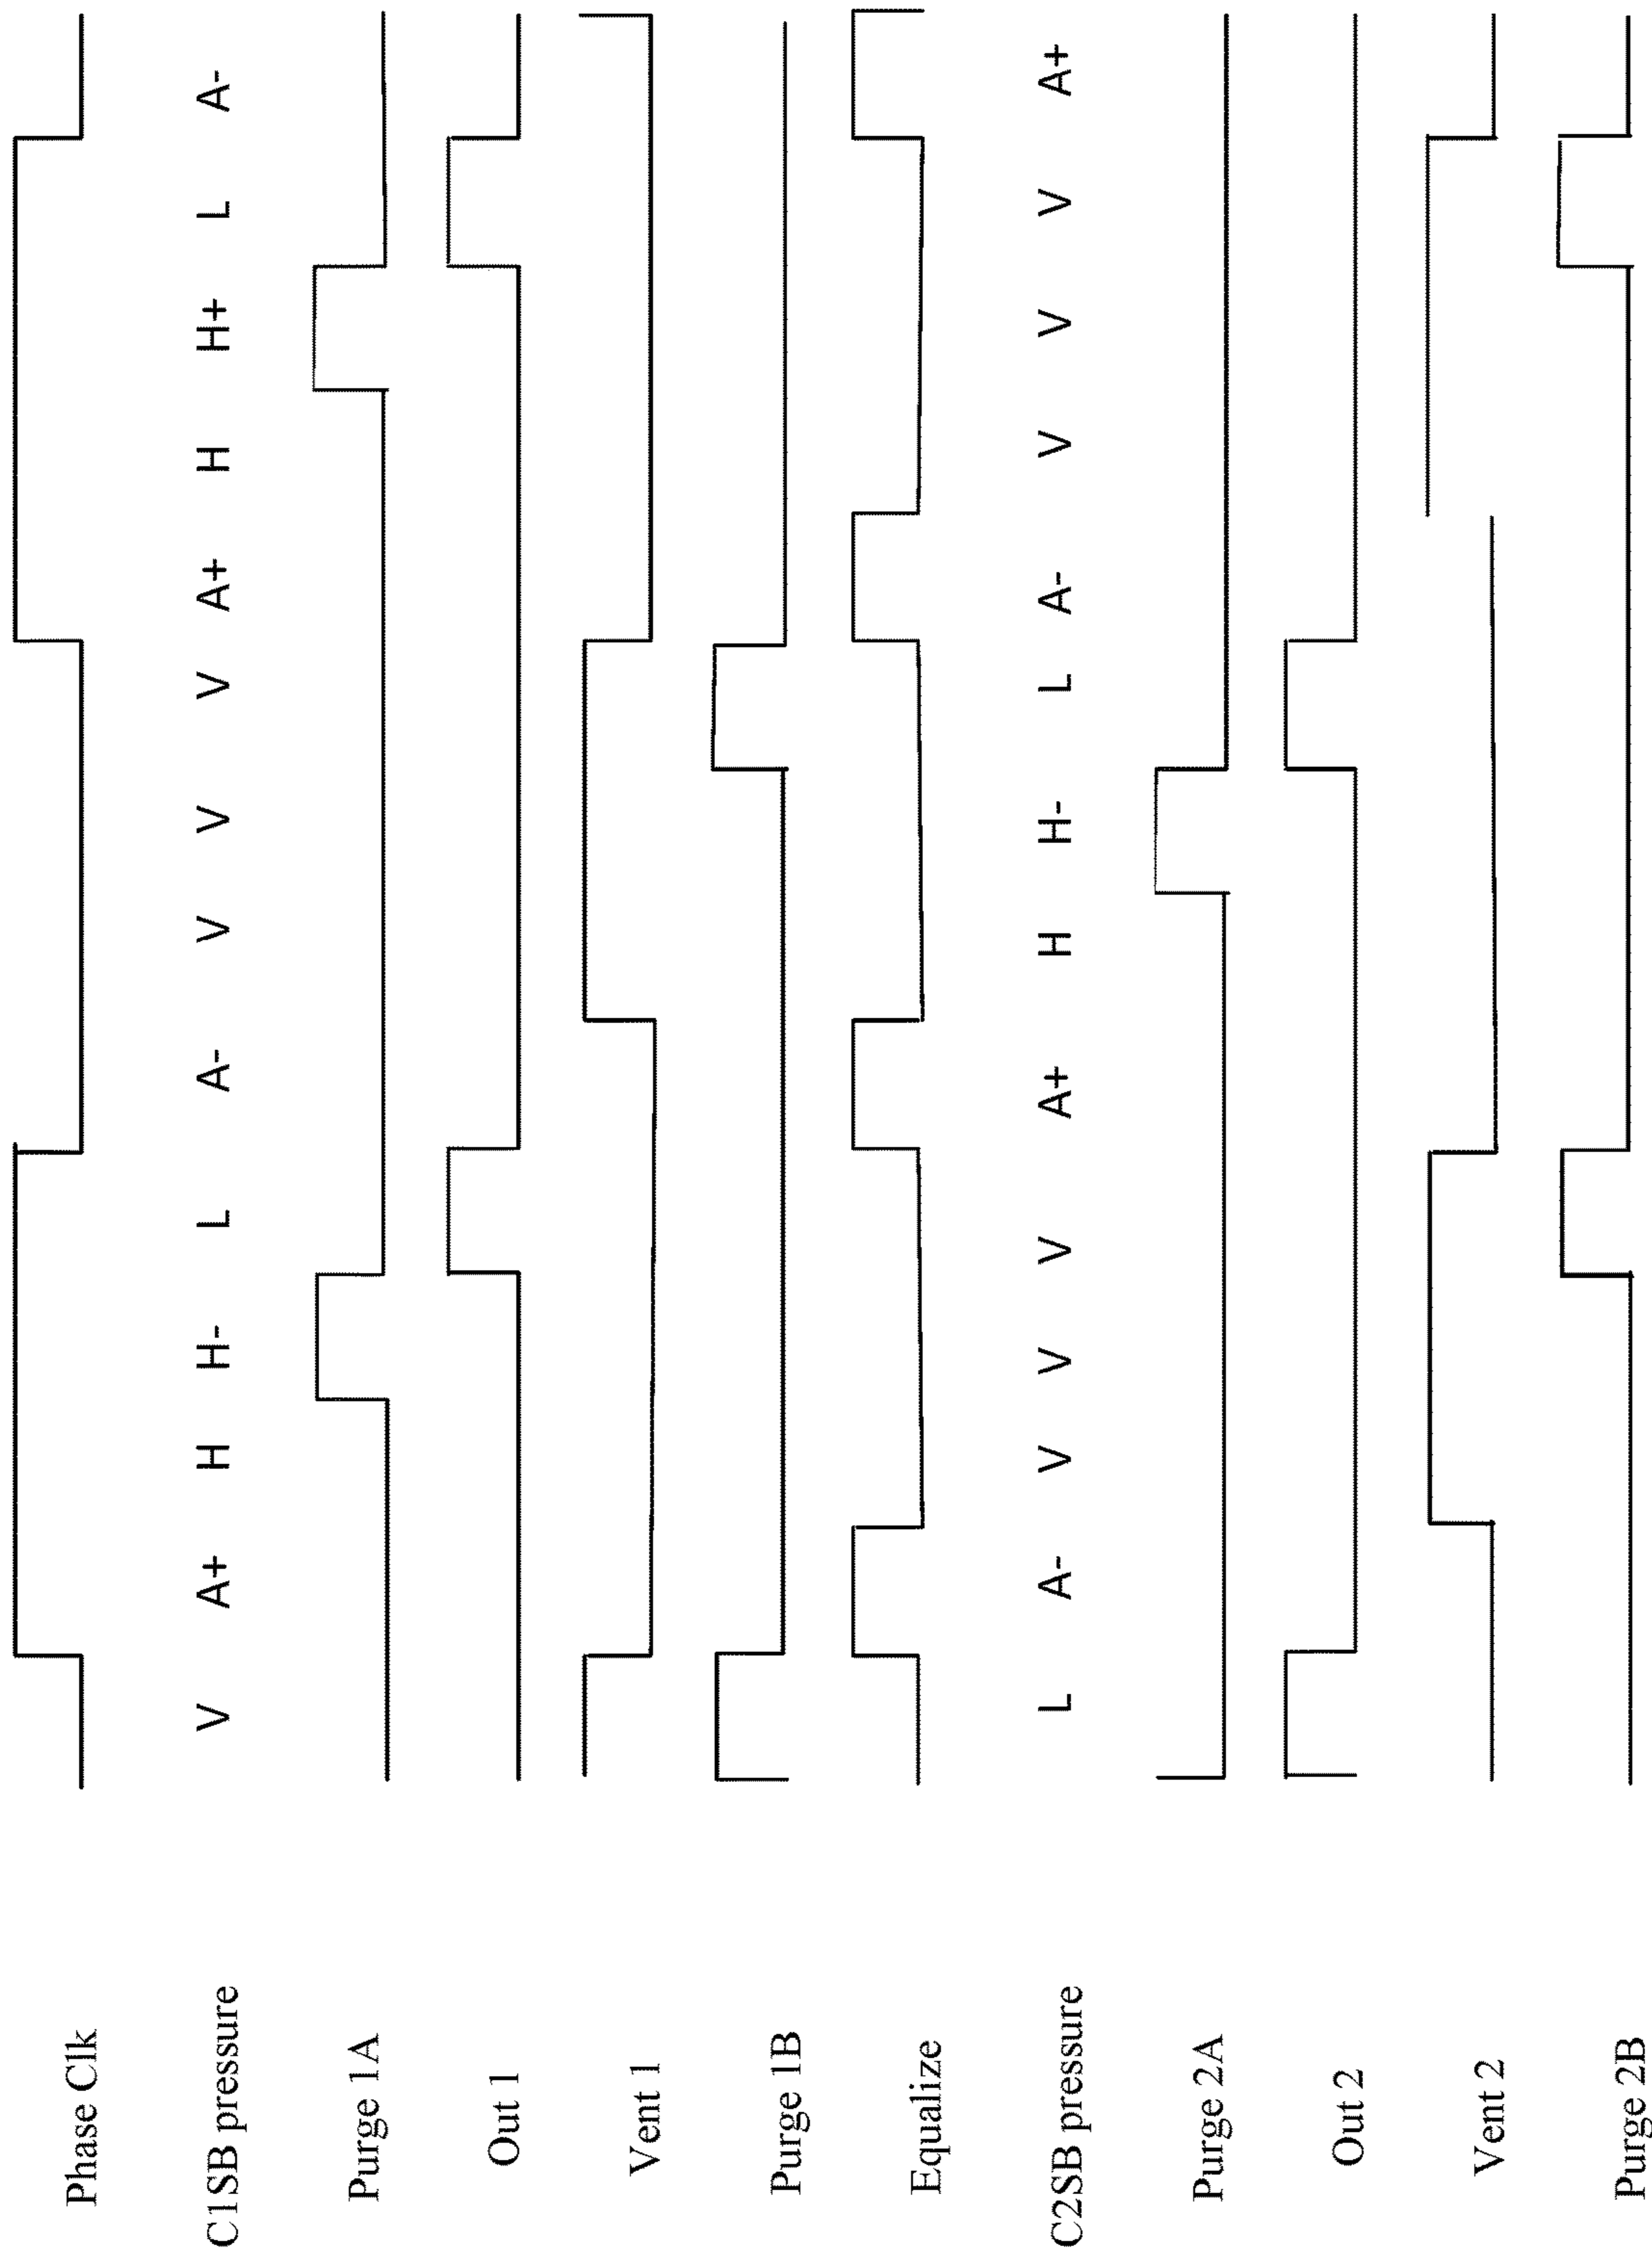 Phase Clk
C1SB pressure V A+ H H- L A- V V V A+ H H+ L A-
Purge 1A
Out 1
Vent 1
Purge 1B
Equalize
C2SB pressure L A- V V V A+ H H- L A- V V V A+
Purge 2A
Out 2
Vent 2
Purge 2B